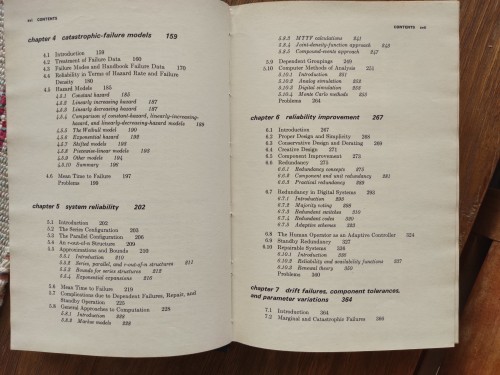 xvi CONTENTS
chapter 4 catastrophic-failure models 159
4.1 Introduction 159
4.2 Treatment of Failure Data 160
4.3 Failure Modes and Handbook Failure Data 170
4.4 Reliability in Terms of Hazard Rate and Failure
Density 180
4.5 Hazard Models 185
4.5.1 Constant hazard 185
4.5.2 Linearly increasing hazard 187
4.5.3 Linearly decreasing hazard 187
4.5.4 Comparison of constant-hazard, linearly-increasing-
hazard, and linearly-decreasing-hazard models 189
4.5.5 The Weibull model 190
4.5.6 Exponential hazard 192
4.5.7 Shifted models 193
4.5.8 Piecewise-linear models 193
4.5.9 Other models 194
4.5.10 Summary 196
4.6 Mean Time to Failure 197
Problems 198
chapter 5 system reliability 202
5.1 Introduction 202
5.2 The Series Configuration 203
5.3 The Parallel Configuration
5.4 An r-out-of-n Structure 209
5.5 Approximations and Bounds 210
5.5.1 Introduction 210
5.5.2 Series, parallel, and r-out-of-n structures 211
5.5.3 Bounds for series structures 212
5.5.4 Exponential expansions 216
5.6 Mean Time to Failure 219
5.7 Complications due to Dependent Failures, Repair, and
Standby Operation 225
5.8 General Approaches to Computation 228
5.8.1 Introduction 228
5.8.2 Markov models 228
CONTENTS xvii
5.8.3 MTTF calculations 241
5.8.4 Joint-density-function approach 243
5.8.5 Compound-events approach 247
5.9 Dependent Groupings 249
5.10 Computer Methods of Analysis 251
5.10.1 Introduction 251
5.10.2 Analog simulation 252
5.10.3 Digital simulation 253
5.10.4 Monte Carlo methods 255
Problems 264
chapter 6 reliability improvement 267
6.1 Introduction 267
6.2 Proper Design and Simplicity 268
6.3 Conservative Design and Derating 269
6.4 Creative Design 271
6.5 Component Improvement 273
6.6 Redundancy 275
6.6.1 Redundancy concepts 275
6.6.2 Component and unit redundancy 281
6.6.3 Practical redundancy 289
6.7 Redundancy in Digital Systems 293
6.7.1 Introduction 293
6.7.2 Majority voting 298
6.7.3 Redundant switches 310
6.7.4 Redundant codes 320
6.7.5 Adaptive schemes 323
6.8 The Human Operator as an Adaptive Controller 324
6.9 Standby Redundancy 327
6.10 Repairable Systems 336
6.10.1 Introduction 336
6.10.2 Reliability and availability functions 337
6.10.3 Renewal theory 350
Problems 360
chapter 7 drift failures, component tolerances,
and parameter variations 364
7.1 Introduction 364
7.2 Marginal and Catastrophic Failures 366